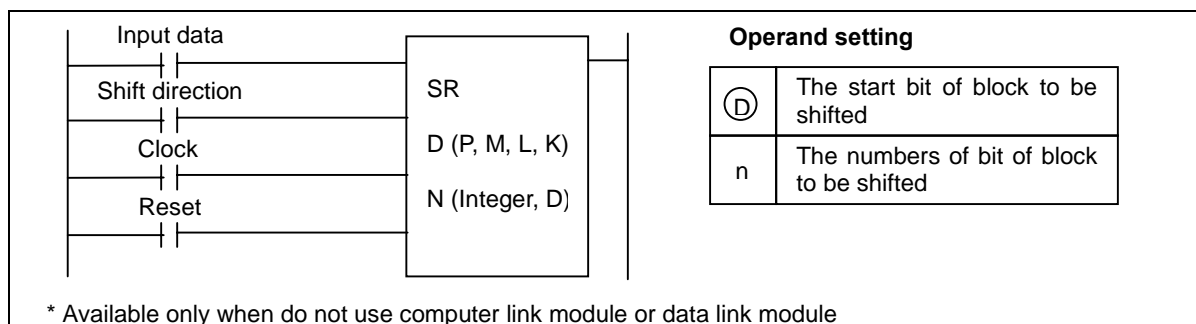 Input data
Shift direction
Clock
Reset
SR
D (P, M, L, K)
N (Integer, D)
Operand setting
D
The start bit of block to be
shifted
n
The numbers of bit of block
to be shifted
* Available only when do not use computer link module or data link module